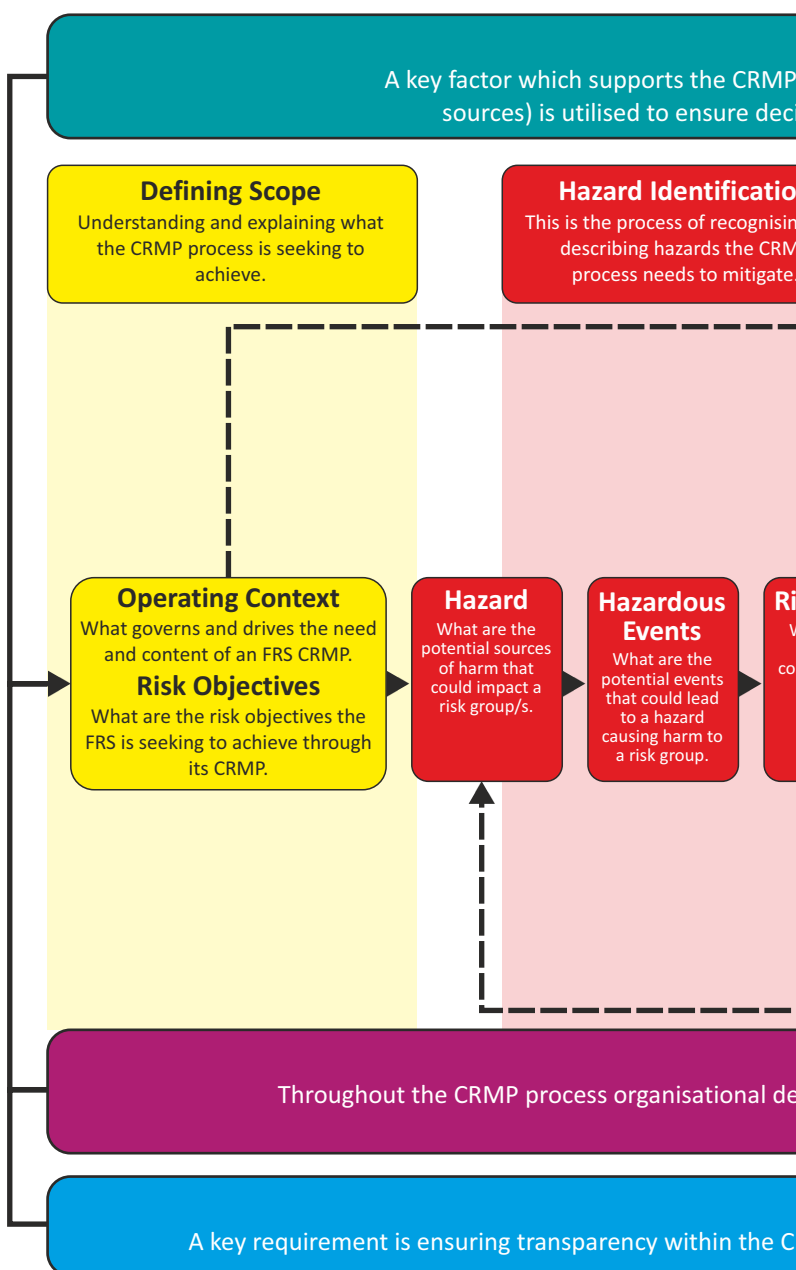 A key factor which supports the CRMP
sources) is utilised to ensure deci
Defining Scope
Understanding and explaining what
the CRMP process is seeking to
achieve.
Hazard Identificatio
This is the process of recognisin
describing hazards the CRM
process needs to mitigate.
Operating Context
What governs and drives the need
and content of an FRS CRMP.
Risk Objectives
What are the risk objectives the
FRS is seeking to achieve through
its CRMP.
Hazard
What are the
potential sources
of harm that
could impact a
risk group/s.
Hazardous
Events
What are the
potential events
that could lead
to a hazard
causing harm to
a risk group.
Ri
W
co
Throughout the CRMP process organisational de
A key requirement is ensuring transparency within the C